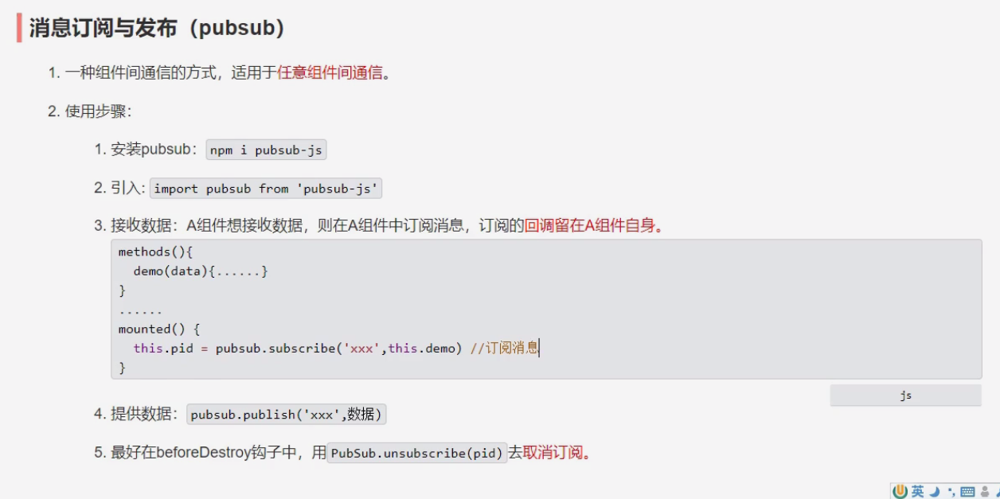 消息订阅与发布（pubsub）
1. 一种组件间通信的方式，适用于任意组件间通信。
2. 使用步骤：
1. 安装pubsub：npm i pubsub-js
2. 引入: import pubsub from 'pubsub-js'
3. 接收数据：A组件想接收数据，则在A组件中订阅消息，订阅的回调留在A组件自身。
methods(){
demo(data){......}
}
......
mounted() {
this.pid = pubsub.subscribe('xxx',this.demo) //订阅消息
}
js
4. 提供数据：pubsub.publish('xxx',数据)
5. 最好在beforeDestroy钩子中，用PubSub.unsubscribe(pid)去取消订阅。
英